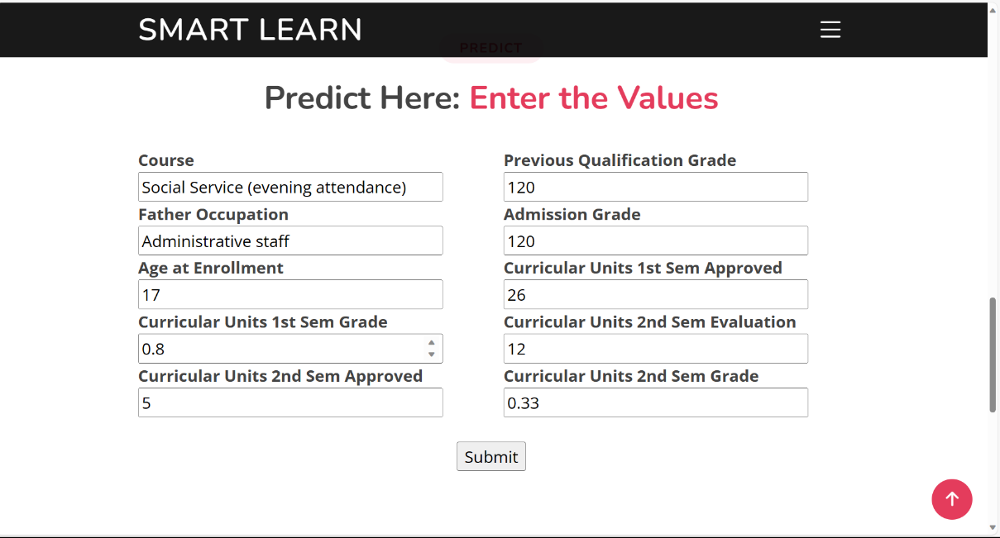 SMART LEARN
PREDICT
Predict Here: Enter the Values
Course
Social Service (evening attendance)
Father Occupation
Administrative staff
Age at Enrollment
17
Curricular Units 1st Sem Grade
0.8
Curricular Units 2nd Sem Approved
5
Previous Qualification Grade
120
Admission Grade
120
Curricular Units 1st Sem Approved
26
Curricular Units 2nd Sem Evaluation
12
Curricular Units 2nd Sem Grade
0.33
Submit